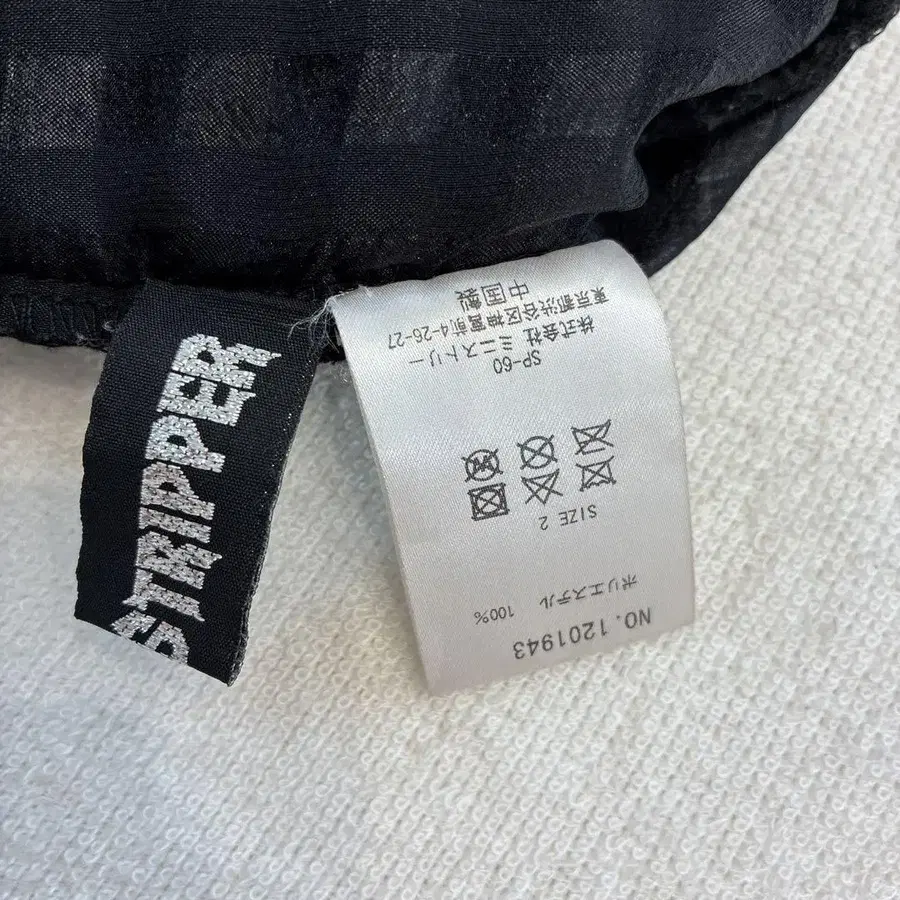 STRIPPER
NO.1201943
ポリエステル 100%
SIZE 2
SP-60
株式会社 ミニストリー
東京都渋谷区神宮前4-26-27
中国製